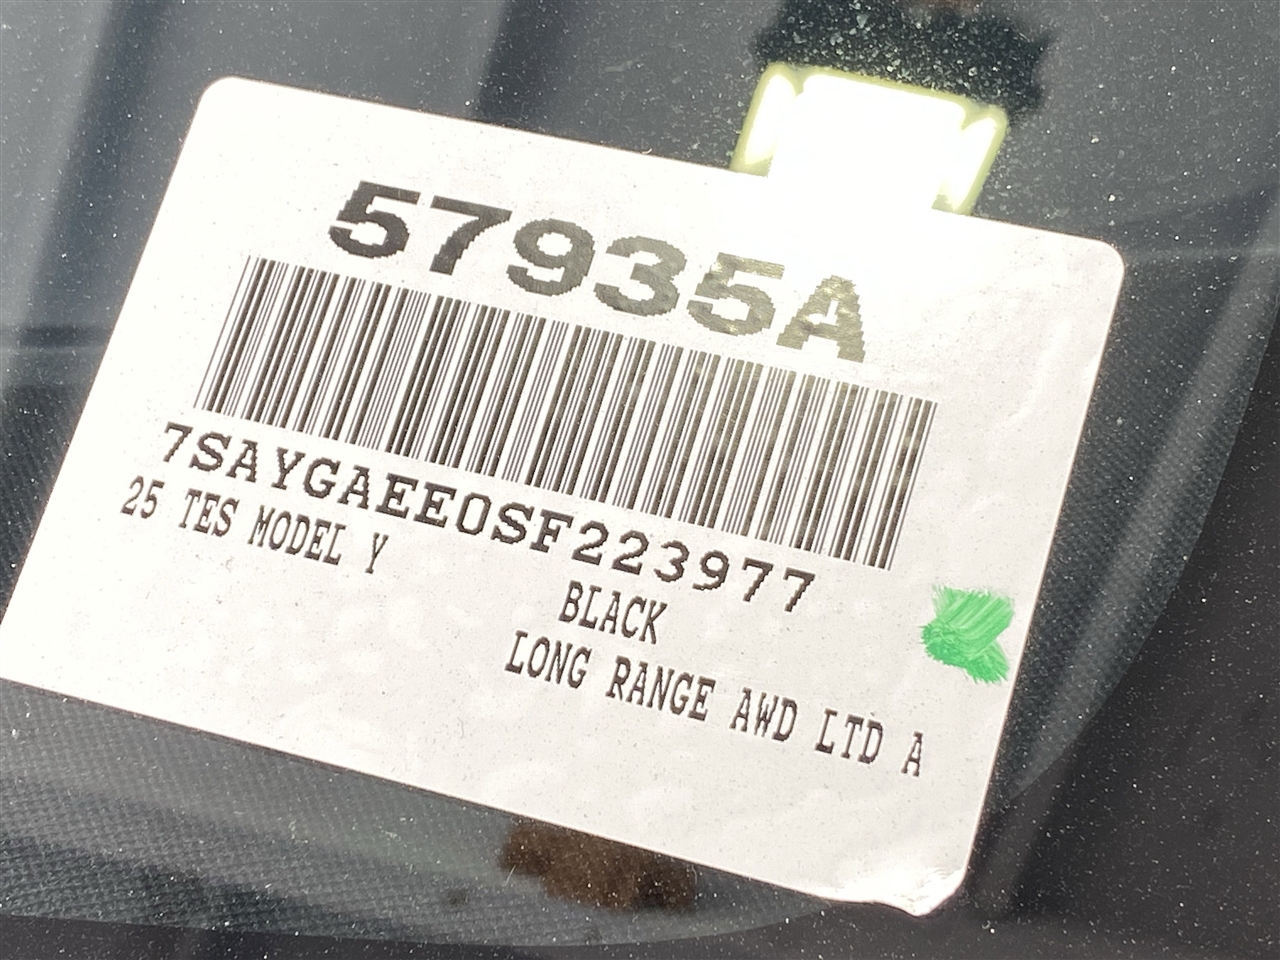 57935A
7SAYGAEE0SF223977
25 TES MODEL Y
BLACK
LONG RANGE AWD LTD A